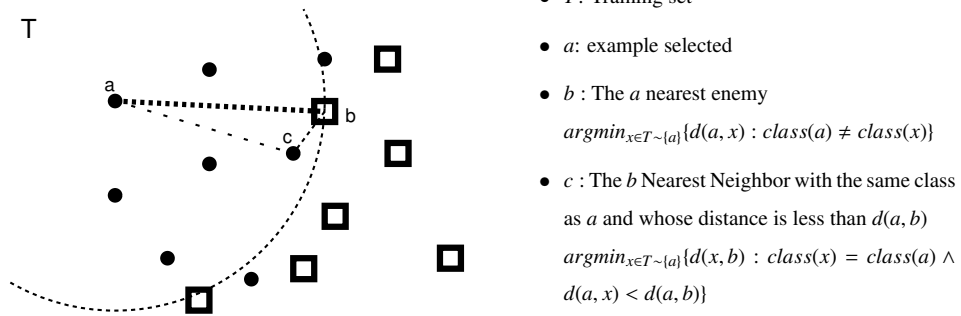 T
a
b
c
• T : Training set
• a: example selected
• b : The a nearest enemy
argmin_{x∈T∼{a}}{d(a, x) : class(a) ≠ class(x)}
• c : The b Nearest Neighbor with the same class
as a and whose distance is less than d(a, b)
argmin_{x∈T∼{a}}{d(x, b) : class(x) = class(a) ∧
d(a, x) < d(a, b)}